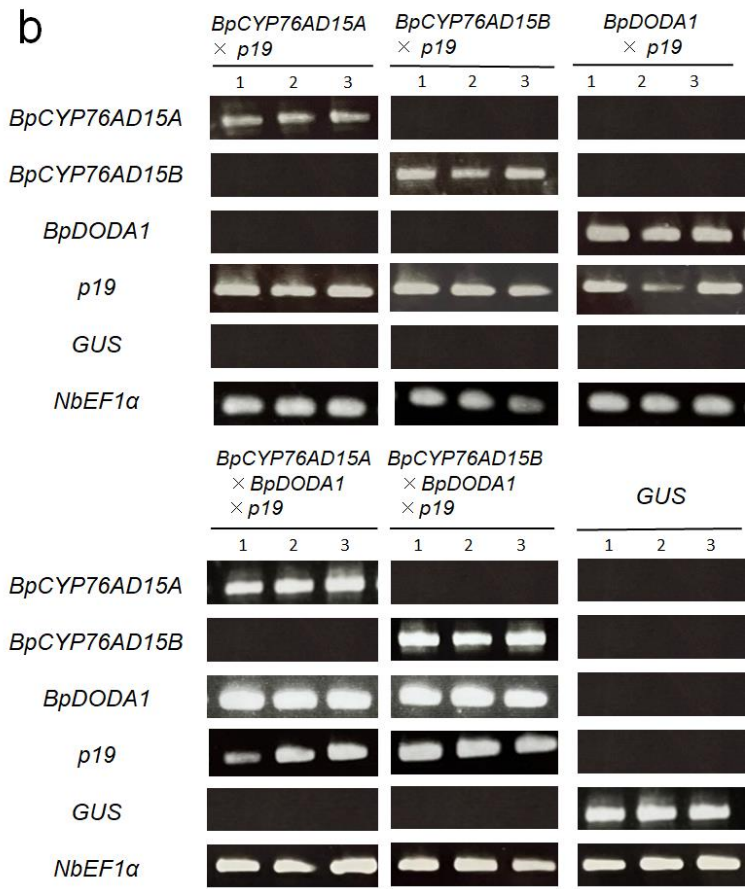 b
BpCYP76AD15A
× p19
BpCYP76AD15B
× p19
BpDODA1
× p19
1 2 3
1 2 3
1 2 3
BpCYP76AD15A
BpCYP76AD15B
BpDODA1
p19
GUS
NbEF1α
BpCYP76AD15A
× BpDODA1
× p19
BpCYP76AD15B
× BpDODA1
× p19
GUS
1 2 3
1 2 3
1 2 3
BpCYP76AD15A
BpCYP76AD15B
BpDODA1
p19
GUS
NbEF1α